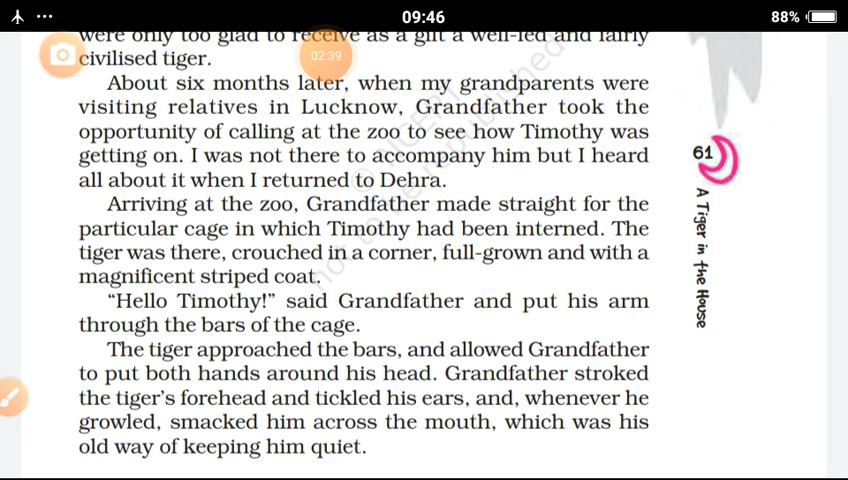 09:46
88%
were only too glad to receive as a gift a well-fed and fairly
02:39
civilised tiger.
About six months later, when my grandparents were
visiting relatives in Lucknow, Grandfather took the
opportunity of calling at the zoo to see how Timothy was
getting on. I was not there to accompany him but I heard
all about it when I returned to Dehra.
Arriving at the zoo, Grandfather made straight for the
particular cage in which Timothy had been interned. The
tiger was there, crouched in a corner, full-grown and with a
magnificent striped coat.
“Hello Timothy!” said Grandfather and put his arm
through the bars of the cage.
The tiger approached the bars, and allowed Grandfather
to put both hands around his head. Grandfather stroked
the tiger’s forehead and tickled his ears, and, whenever he
growled, smacked him across the mouth, which was his
old way of keeping him quiet.
61
A Tiger in the House
not to be republished